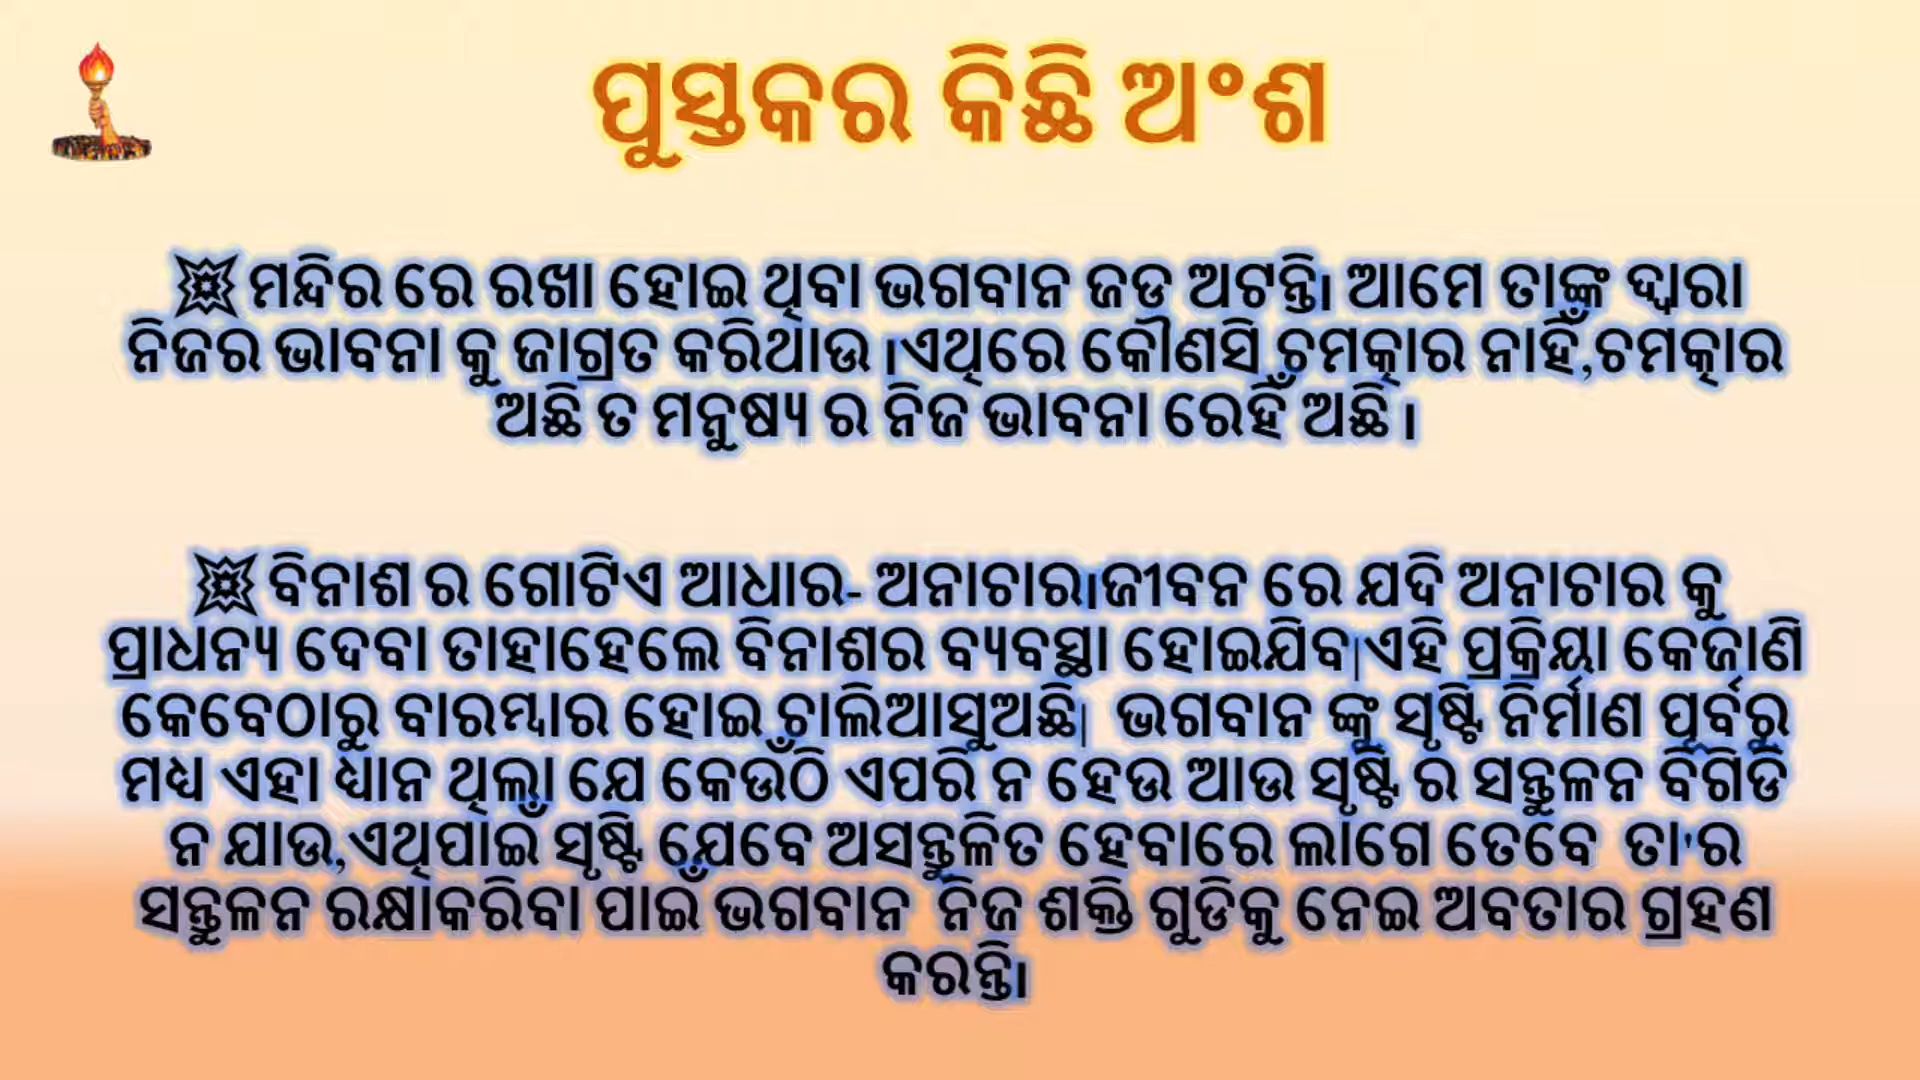 ପୁସ୍ତକର କିଛି ଅଂଶ
ମନ୍ଦିର ରେ ରଖା ହୋଇ ଥିବା ଭଗବାନ ଜଡ ଅଟନ୍ତି। ଆମେ ତାଙ୍କ ଦ୍ୱାରା
ନିଜର ଭାବନା କୁ ଜାଗ୍ରତ କରିଥାଉ ।ଏଥିରେ କୌଣସି ଚମତ୍କାର ନାହିଁ,ଚମତ୍କାର
ଅଛି ତ ମନୁଷ୍ୟ ର ନିଜ ଭାବନା ରେହିଁ ଅଛି ।
ବିନାଶ ର ଗୋଟିଏ ଆଧାର- ଅନାଚାର।ଜୀବନ ରେ ଯଦି ଅନାଚାର କୁ
ପ୍ରାଧନ୍ୟ ଦେବା ତାହାହେଲେ ବିନାଶର ବ୍ୟବସ୍ଥା ହୋଇଯିବ|ଏହି ପ୍ରକ୍ରିୟା କେଜାଣି
କେବେଠାରୁ ବାରମ୍ବାର ହୋଇ ଚାଲିଆସୁଅଛି| ଭଗବାନ ଙ୍କୁ ସୃଷ୍ଟି ନିର୍ମାଣ ପୂର୍ବରୁ
ମଧ୍ୟ ଏହା ଧ୍ୟାନ ଥିଲା ଯେ କେଉଁଠି ଏପରି ନ ହେଉ ଆଉ ସୃଷ୍ଟି ର ସନ୍ତୁଳନ ବିଗିଡି
ନ ଯାଉ,ଏଥିପାଇଁ ସୃଷ୍ଟି ଯେବେ ଅସନ୍ତୁଳିତ ହେବାରେ ଲାଗେ ତେବେ ତା'ର
ସନ୍ତୁଳନ ରକ୍ଷାକରିବା ପାଇଁ ଭଗବାନ ନିଜ ଶକ୍ତି ଗୁଡିକୁ ନେଇ ଅବତାର ଗ୍ରହଣ
କରନ୍ତି।